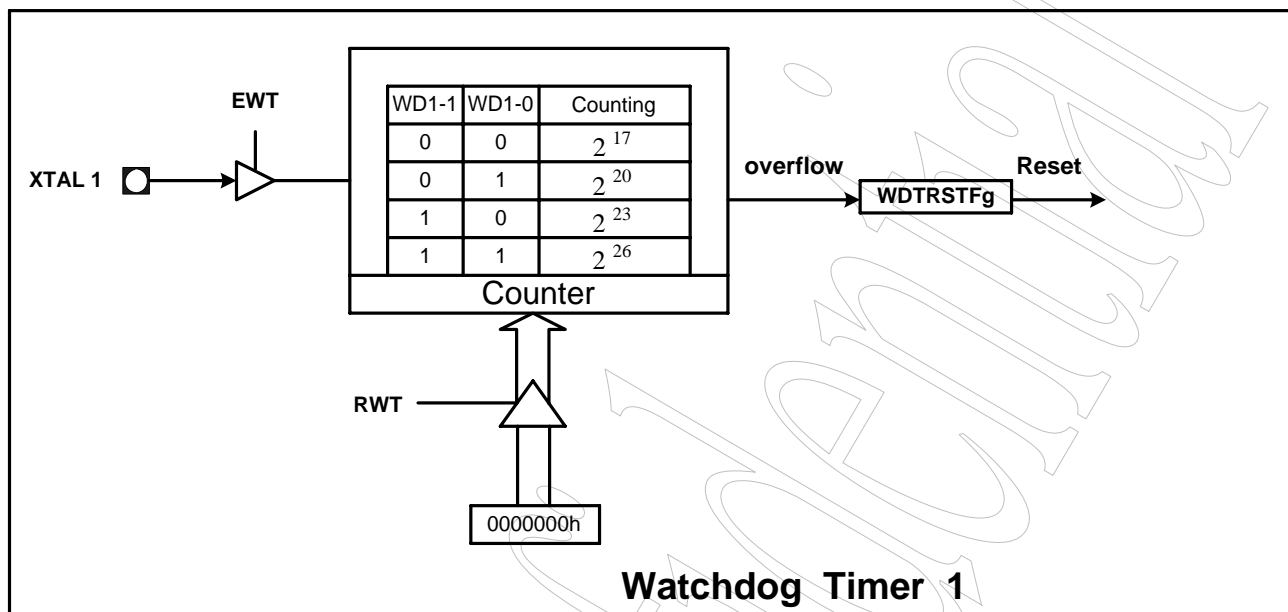 WD1-1 WD1-0 Counting
0 0 2 17
0 1 2 20
1 0 2 23
1 1 2 26
EWT
XTAL 1
overflow
WDTRSTFg
Reset
Counter
RWT
0000000h
Watchdog Timer 1